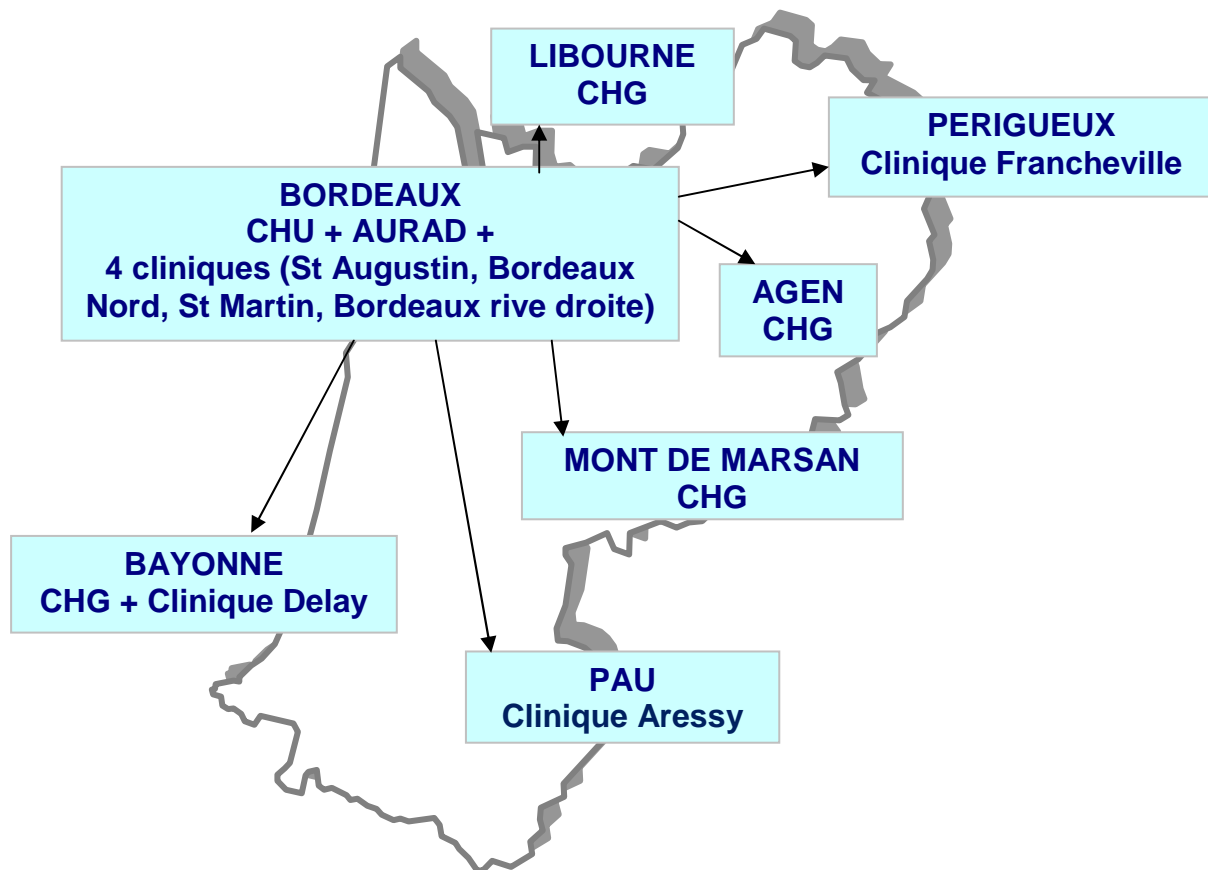 LIBOURNE
CHG
PERIGUEUX
Clinique Francheville
BORDEAUX
CHU + AURAD +
4 cliniques (St Augustin, Bordeaux
Nord, St Martin, Bordeaux rive droite)
AGEN
CHG
MONT DE MARSAN
CHG
BAYONNE
CHG + Clinique Delay
PAU
Clinique Aressy